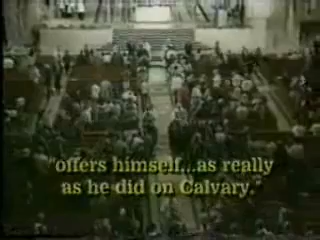 "offers himself...as really
as he did on Calvary."